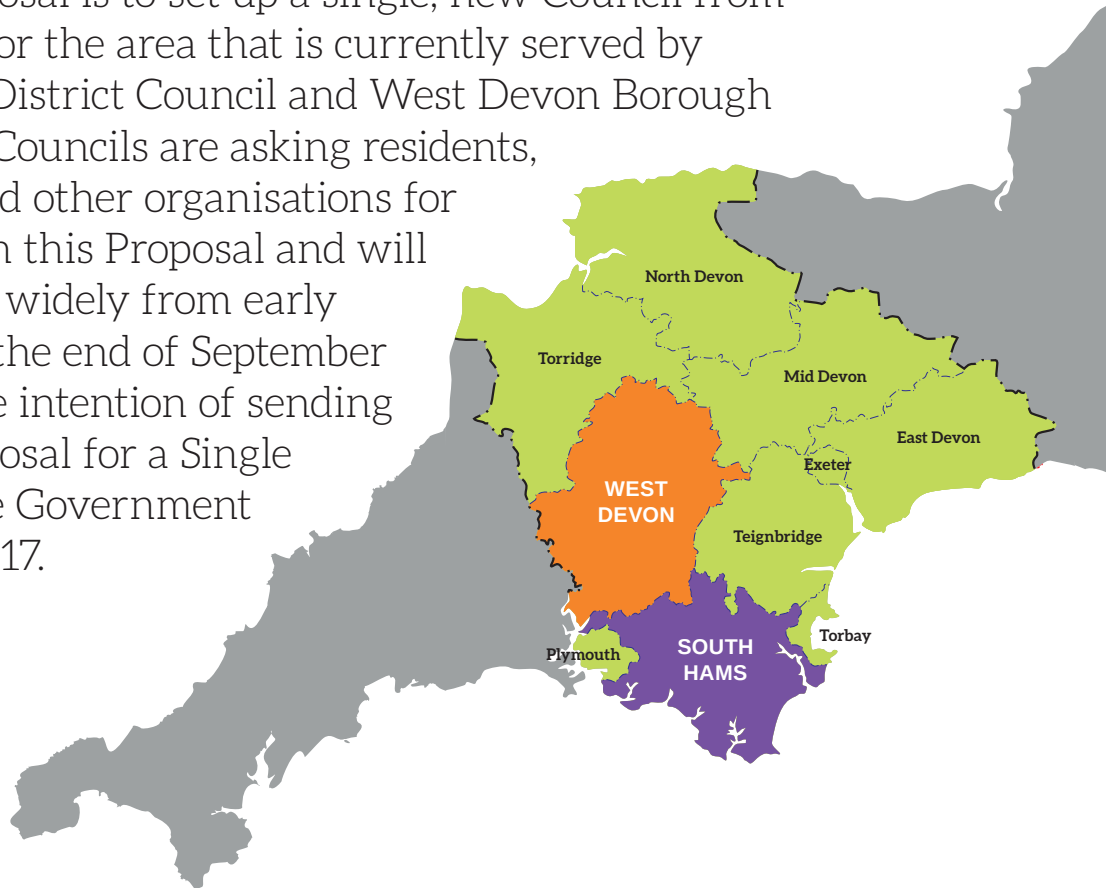 osal is to set up a single, new Council from
or the area that is currently served by
District Council and West Devon Borough
Councils are asking residents,
d other organisations for
n this Proposal and will
widely from early
the end of September
e intention of sending
osal for a Single
e Government
17.
North Devon
Torridge
Mid Devon
East Devon
Exeter
WEST
DEVON
Teignbridge
Torbay
SOUTH
HAMS
Plymouth